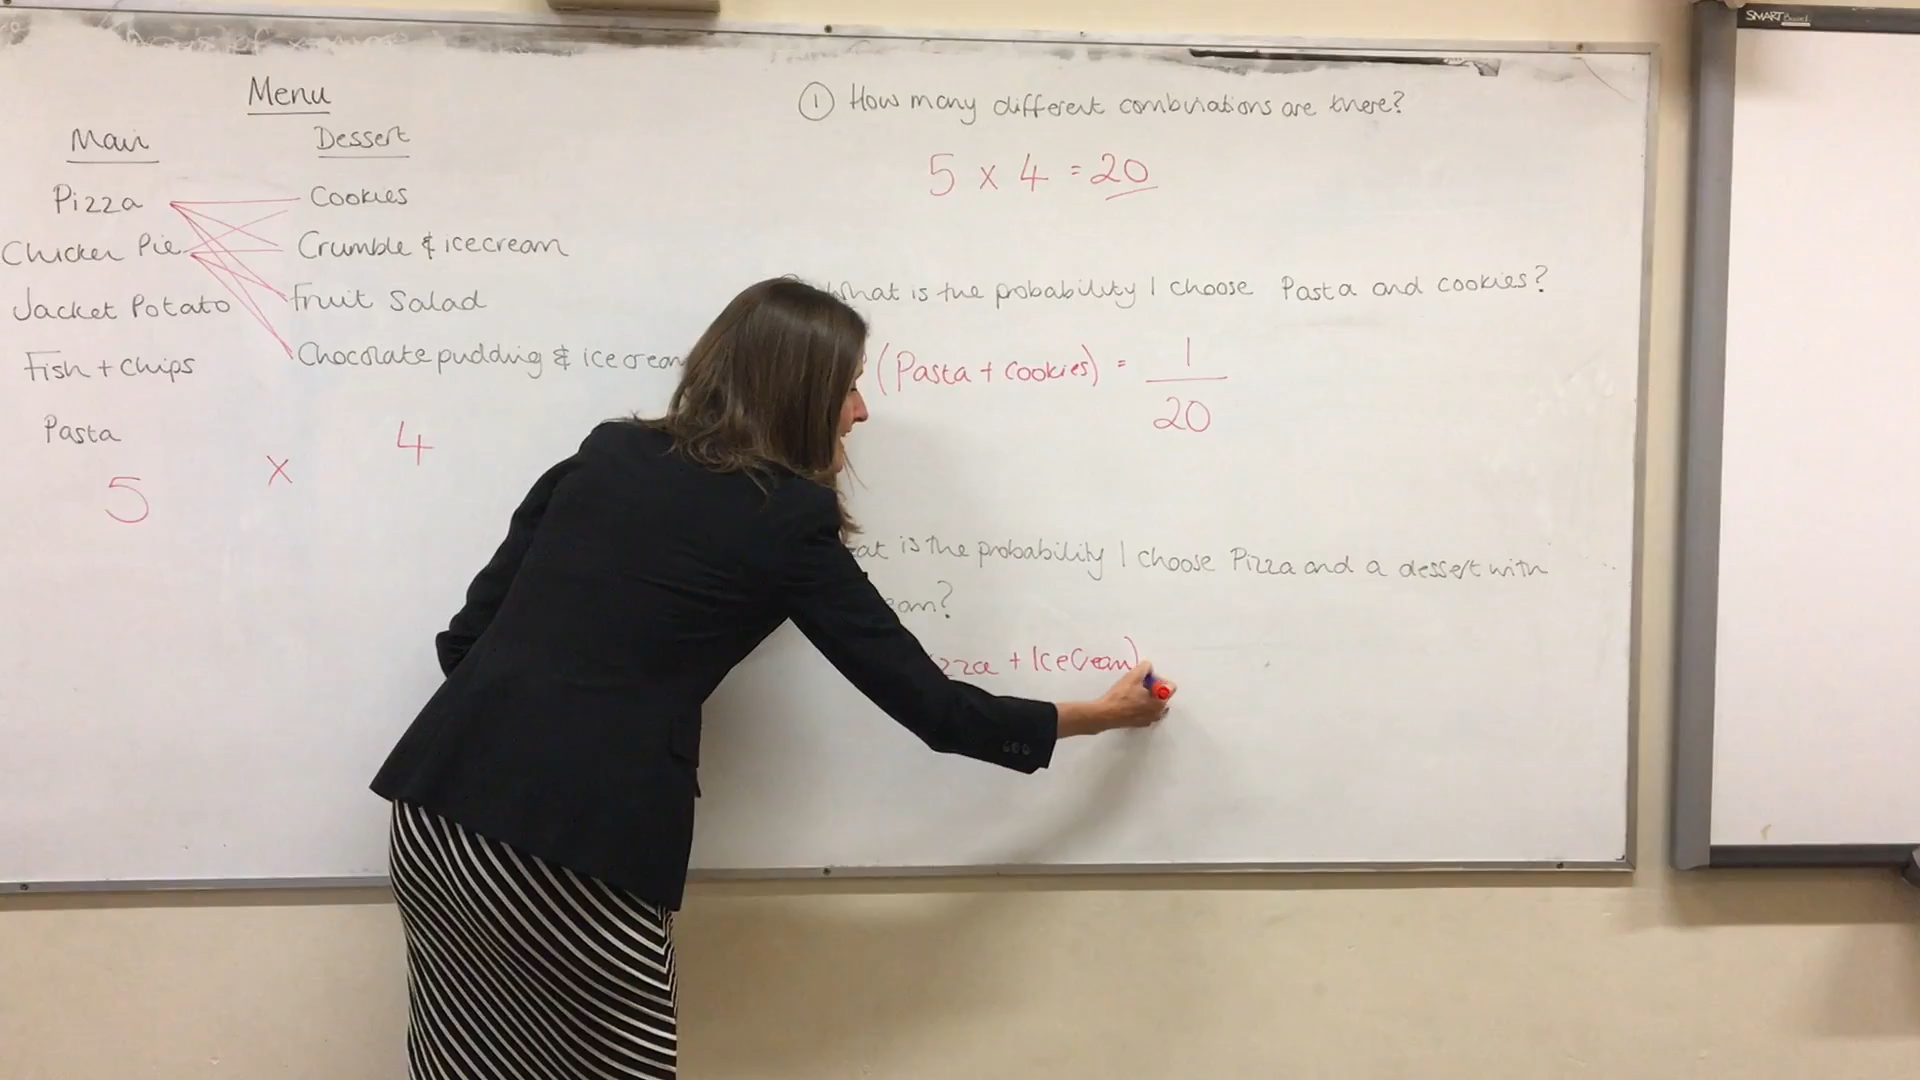 Menu
Main
Dessert
Pizza
Cookies
Chicken Pie
Crumble & icecream
Jacket Potato
Fruit Salad
Fish + Chips
Chocolate pudding & ice cream
Pasta
5 x 4
① How many different combinations are there?
5 x 4 = 20
What is the probability I choose Pasta and cookies?
(Pasta + Cookies) = 1/20
is the probability I choose Pizza and a dessert with
+ IceCream)
SMART Board